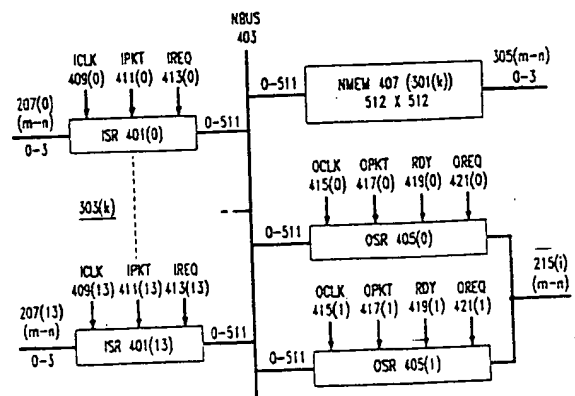 NBUS
403
ICLK IPKT IREQ
409(0) 411(0) 413(0)
207(0)
(m-n)
0-3
ISR 401(0)
0-511
303(k)
ICLK IPKT IREQ
409(13) 411(13) 413(13)
207(13)
(m-n)
0-3
ISR 401(13)
0-511
0-511
NMEM 407 (301(k)
512 X 512
305(m-n)
0-3
OCLK OPKT RDY OREQ
415(0) 417(0) 419(0) 421(0)
0-511
OSR 405(0)
215(i)
(m-n)
OCLK OPKT RDY OREQ
415(1) 417(1) 419(1) 421(1)
0-511
OSR 405(1)